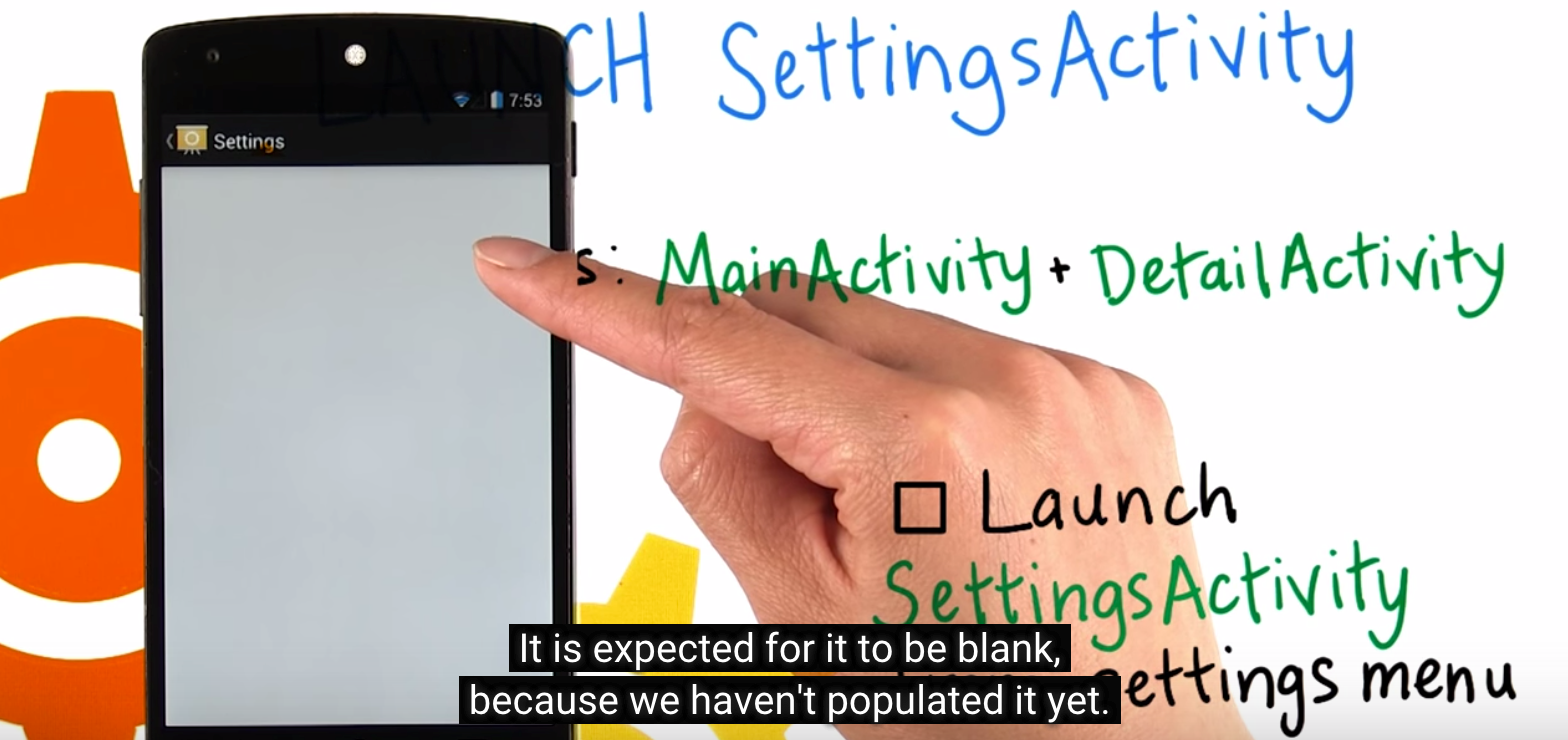 LAUNCH SettingsActivity
7:53
Settings
s: MainActivity + DetailActivity
Launch
SettingsActivity
settings menu
It is expected for it to be blank,
because we haven't populated it yet.